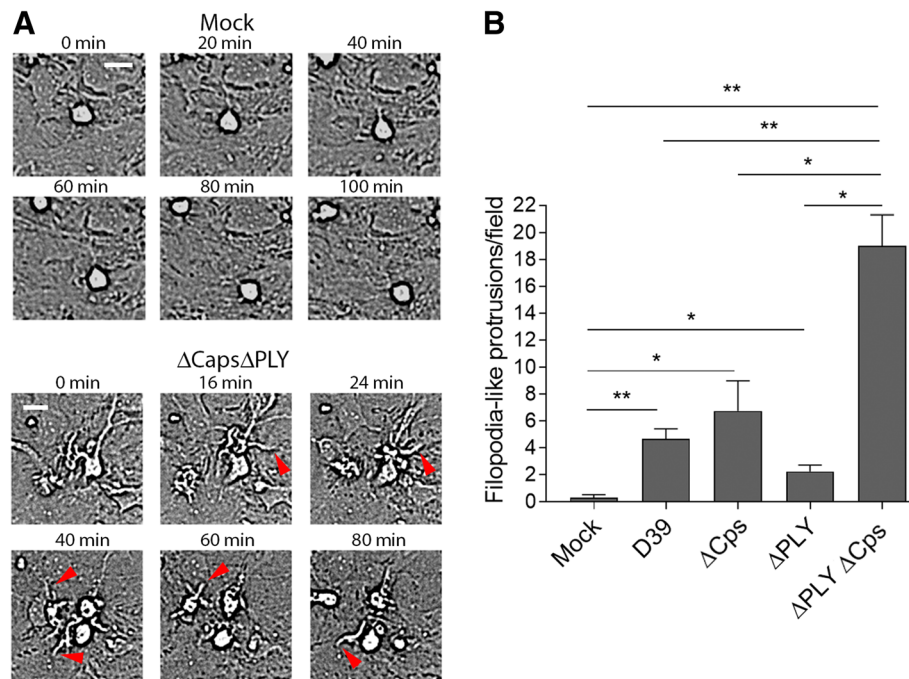 A
Mock
0 min 20 min 40 min
60 min 80 min 100 min
ΔCapsΔPLY
0 min 16 min 24 min
40 min 60 min 80 min
B
**
**
*
*
*
*
**
Filopodia-like protrusions/field
22
20
18
16
14
12
10
8
6
4
2
0
Mock D39 ΔCps ΔPLY ΔPLY ΔCps